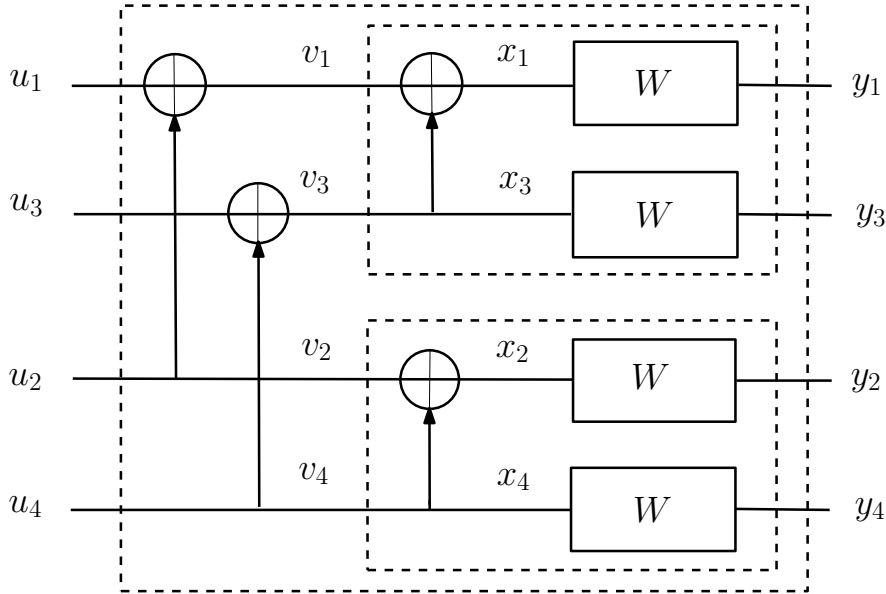 u₁ v₁ x₁ W y₁
u₃ v₃ x₃ W y₃
u₂ v₂ x₂ W y₂
u₄ v₄ x₄ W y₄